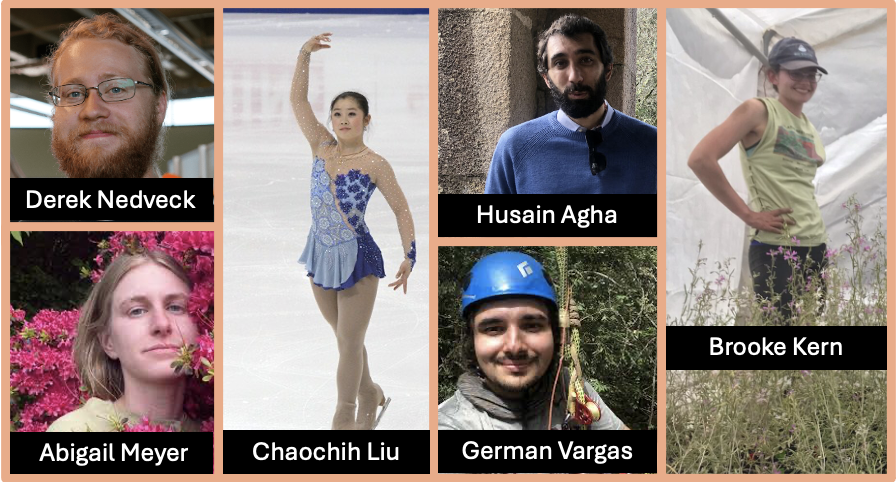 Derek Nedveck
Abigail Meyer
Chaochih Liu
Husain Agha
German Vargas
Brooke Kern